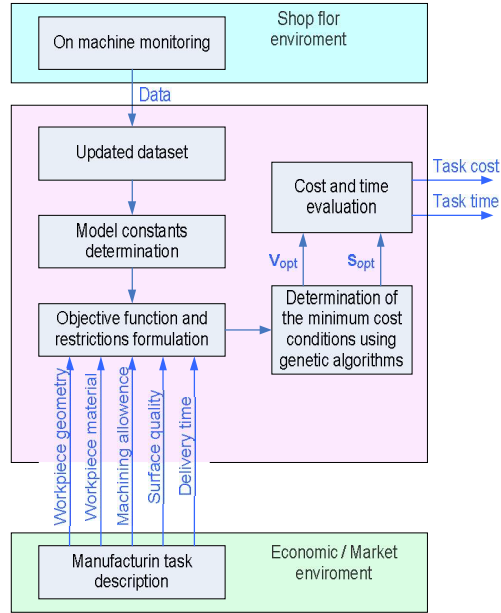 Shop flor
enviroment
On machine monitoring
Data
Updated dataset
Model constants
determination
Objective function and
restrictions formulation
Cost and time
evaluation
Task cost
Task time
Vopt
Sopt
Determination of
the minimum cost
conditions using
genetic algorithms
Workpiece geometry
Workpiece material
Machining allowence
Surface quality
Delivery time
Manufacturin task
description
Economic / Market
enviroment